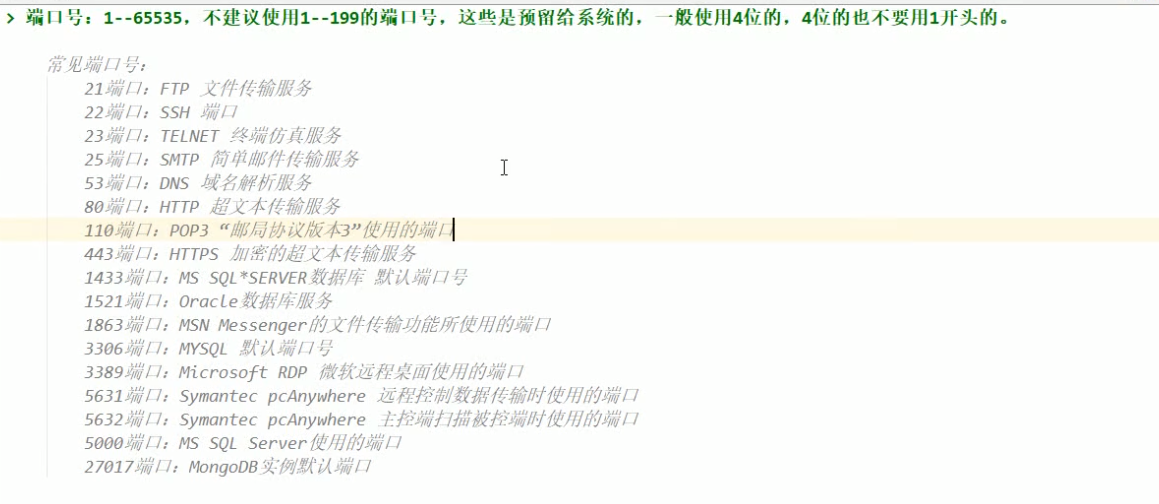 端口号：1--65535，不建议使用1--199的端口号，这些是预留给系统的，一般使用4位的，4位的也不要用1开头的。
常见端口号：
21端口：FTP 文件传输服务
22端口：SSH 端口
23端口：TELNET 终端仿真服务
25端口：SMTP 简单邮件传输服务
53端口：DNS 域名解析服务
80端口：HTTP 超文本传输服务
110端口：POP3 “邮局协议版本3”使用的端口
443端口：HTTPS 加密的超文本传输服务
1433端口：MS SQL*SERVER数据库 默认端口号
1521端口：Oracle数据库服务
1863端口：MSN Messenger的文件传输功能所使用的端口
3306端口：MYSQL 默认端口号
3389端口：Microsoft RDP 微软远程桌面使用的端口
5631端口：Symantec pcAnywhere 远程控制数据传输时使用的端口
5632端口：Symantec pcAnywhere 主控端扫描被控端时使用的端口
5000端口：MS SQL Server使用的端口
27017端口：MongoDB实例默认端口